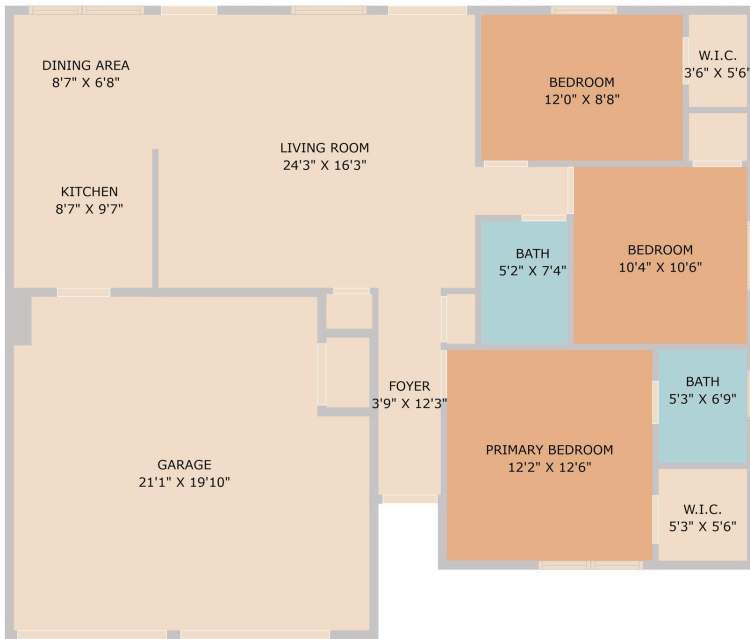 DINING AREA
8'7" X 6'8"
BEDROOM
12'0" X 8'8"
W.I.C.
3'6" X 5'6"
LIVING ROOM
24'3" X 16'3"
KITCHEN
8'7" X 9'7"
BATH
5'2" X 7'4"
BEDROOM
10'4" X 10'6"
FOYER
3'9" X 12'3"
BATH
5'3" X 6'9"
GARAGE
21'1" X 19'10"
PRIMARY BEDROOM
12'2" X 12'6"
W.I.C.
5'3" X 5'6"